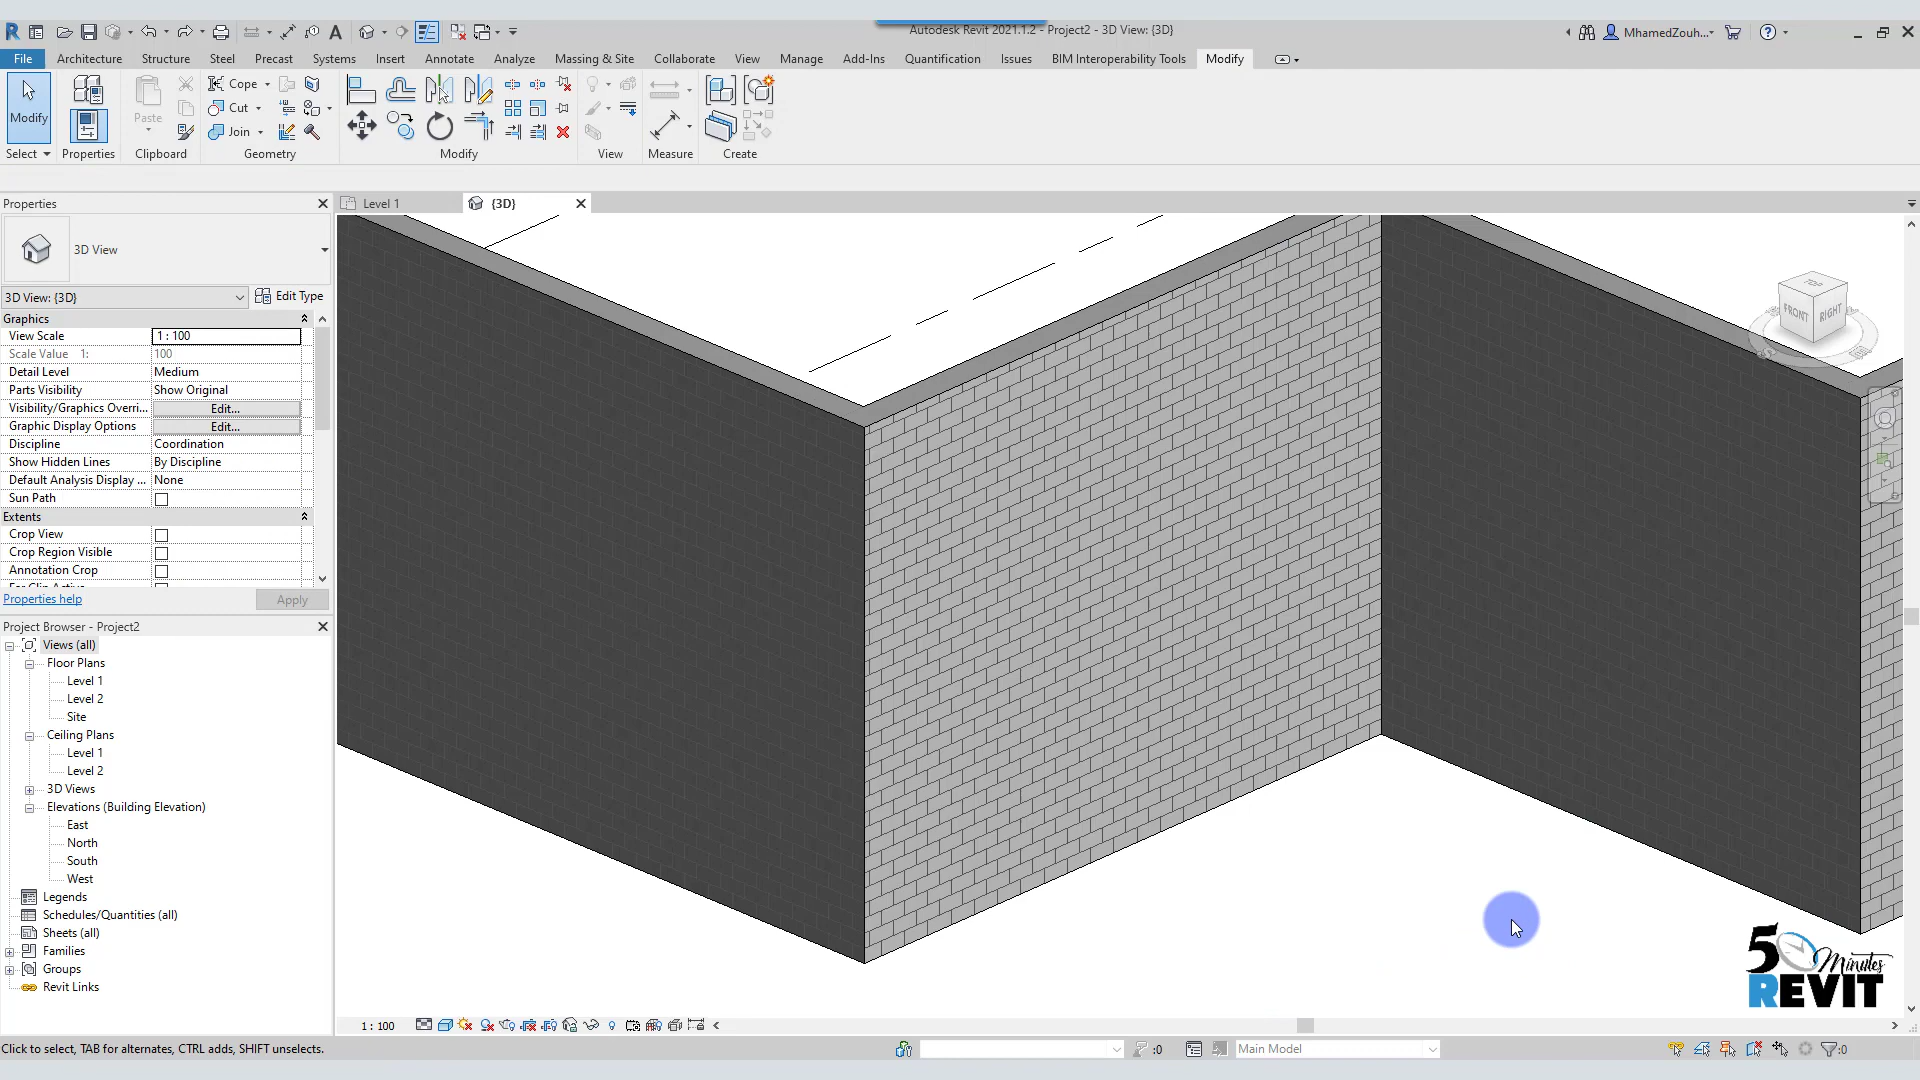 Autodesk Revit 2021.1.2 - Project2 - 3D View: {3D}
MhamedZouh...
File Architecture Structure Steel Precast Systems Insert Annotate Analyze Massing & Site Collaborate View Manage Add-Ins Quantification Issues BIM Interoperability Tools Modify
Modify
Paste
Cope
Cut
Join
Select Properties Clipboard Geometry Modify View Measure Create
Properties
Level 1
{3D}
3D View
3D View: {3D}
Edit Type
Graphics
View Scale 1 : 100
Scale Value 1: 100
Detail Level Medium
Parts Visibility Show Original
Visibility/Graphics Overri... Edit...
Graphic Display Options Edit...
Discipline Coordination
Show Hidden Lines By Discipline
Default Analysis Display ... None
Sun Path
Extents
Crop View
Crop Region Visible
Annotation Crop
Properties help
Apply
Project Browser - Project2
Views (all)
Floor Plans
Level 1
Level 2
Site
Ceiling Plans
Level 1
Level 2
3D Views
Elevations (Building Elevation)
East
North
South
West
Legends
Schedules/Quantities (all)
Sheets (all)
Families
Groups
Revit Links
TOP
FRONT
RIGHT
5 Minutes
REVIT
1 : 100
Click to select, TAB for alternates, CTRL adds, SHIFT unselects.
:0
Main Model
:0